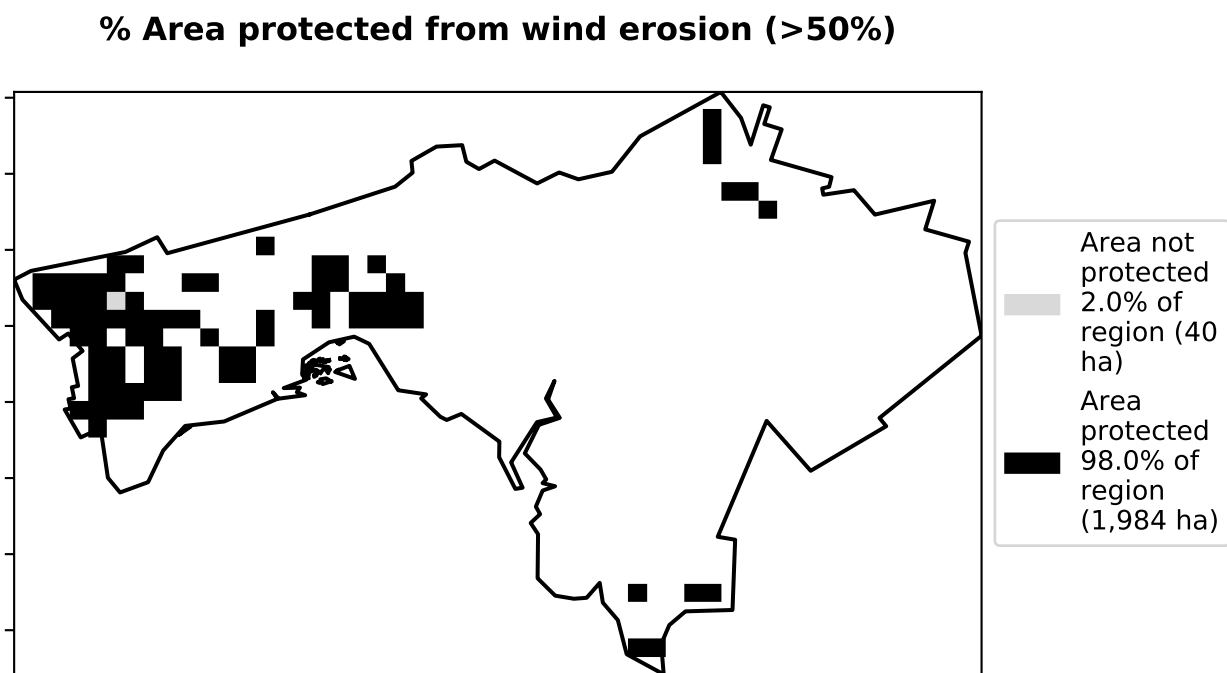 % Area protected from wind erosion (>50%)
Area not
protected
2.0% of
region (40
ha)
Area
protected
98.0% of
region
(1,984 ha)